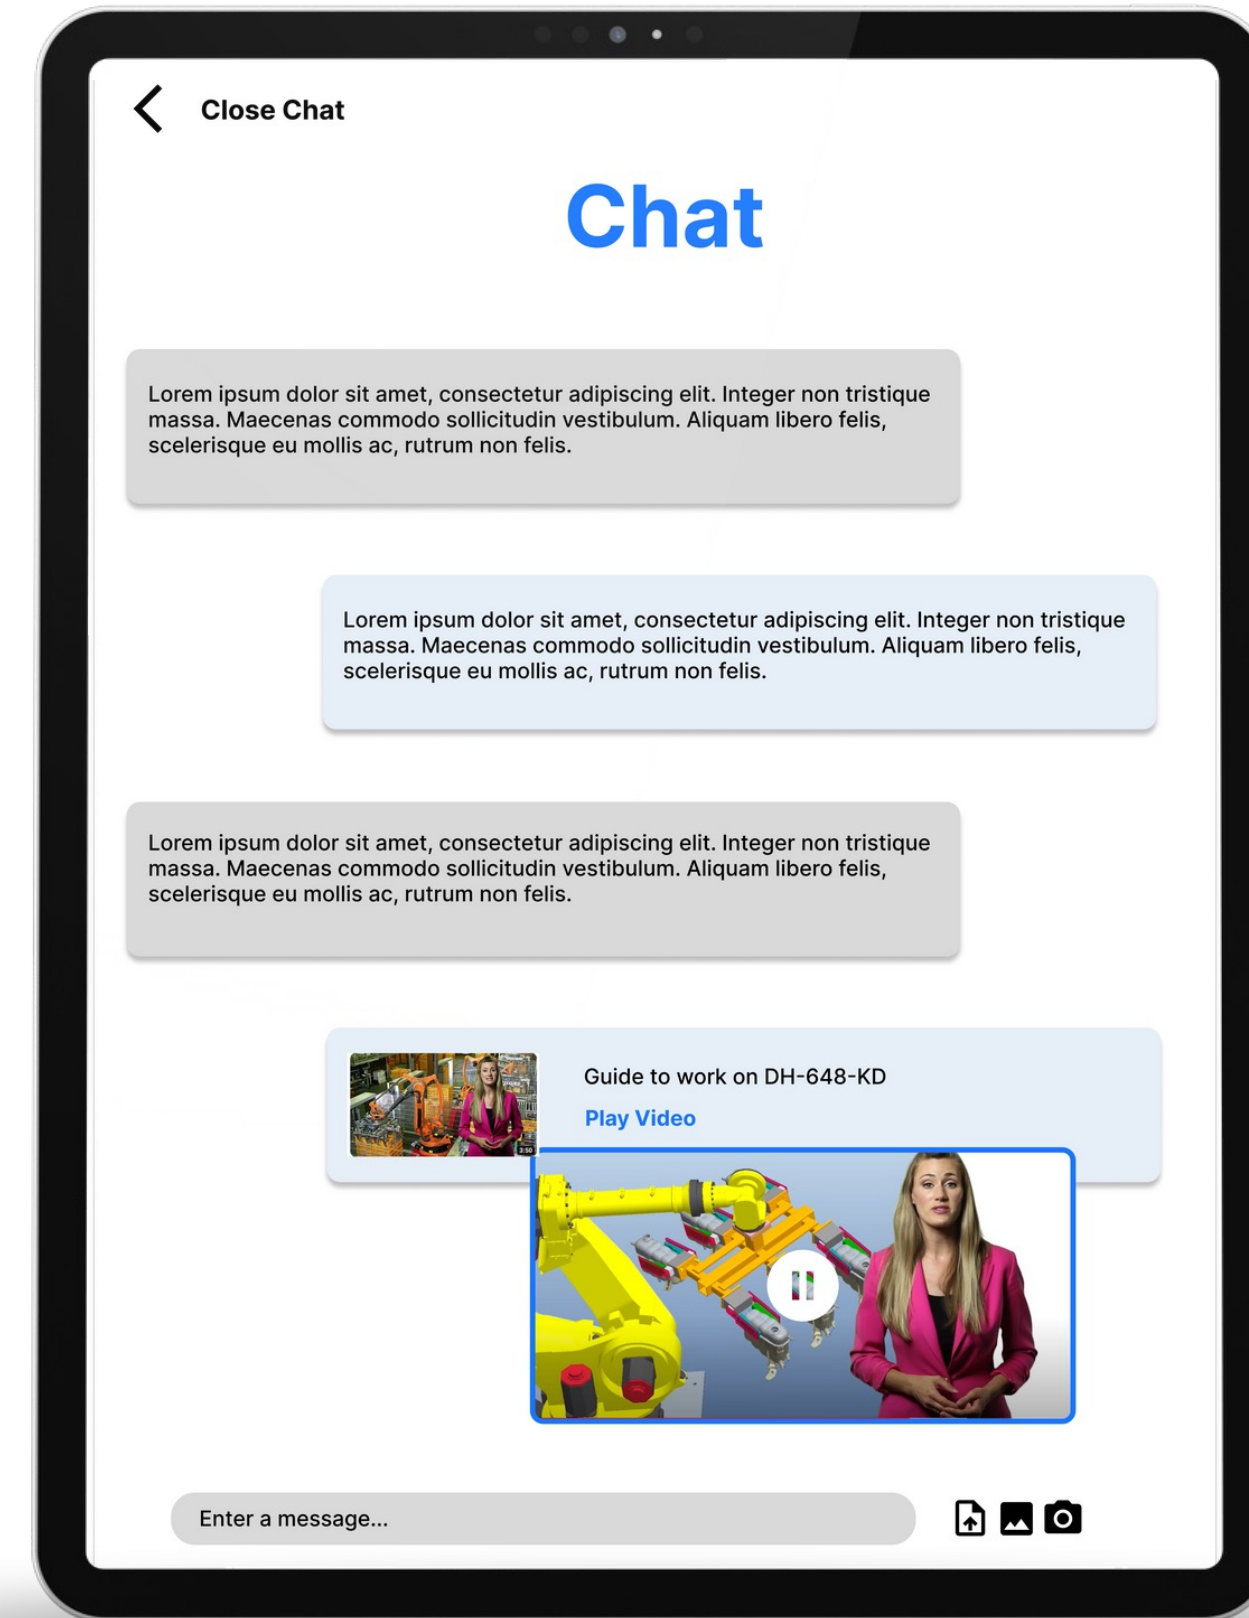 Close Chat
Chat
Lorem ipsum dolor sit amet, consectetur adipiscing elit. Integer non tristique
massa. Maecenas commodo sollicitudin vestibulum. Aliquam libero felis,
scelerisque eu mollis ac, rutrum non felis.
Lorem ipsum dolor sit amet, consectetur adipiscing elit. Integer non tristique
massa. Maecenas commodo sollicitudin vestibulum. Aliquam libero felis,
scelerisque eu mollis ac, rutrum non felis.
Lorem ipsum dolor sit amet, consectetur adipiscing elit. Integer non tristique
massa. Maecenas commodo sollicitudin vestibulum. Aliquam libero felis,
scelerisque eu mollis ac, rutrum non felis.
Guide to work on DH-648-KD
Play Video
3:50
Enter a message...